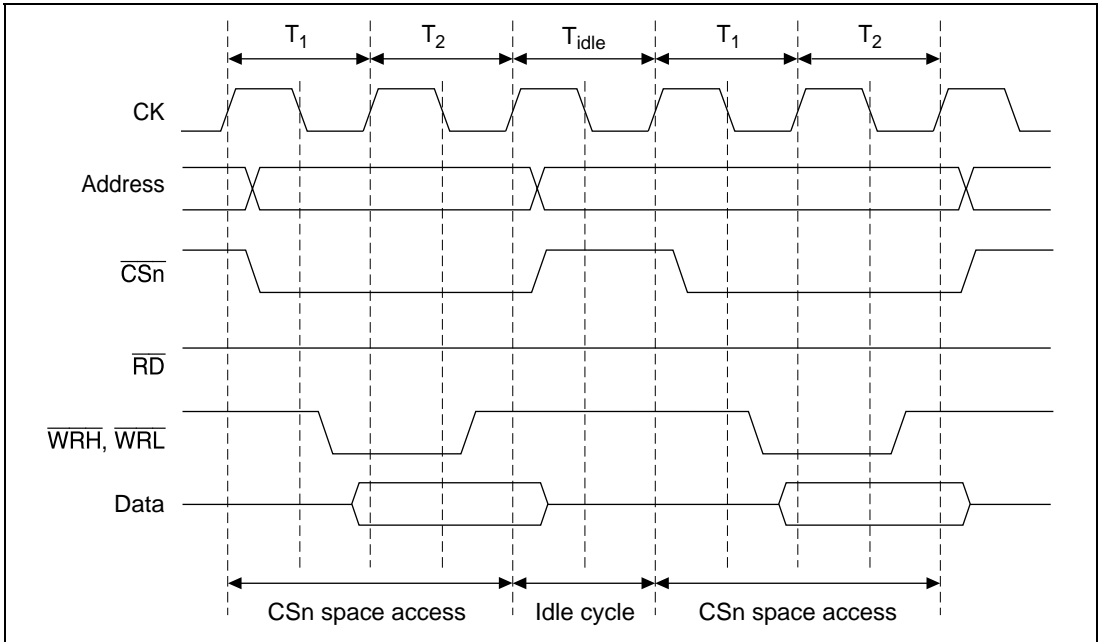 T1 T2 Tidle T1 T2
CK
Address
CSn
RD
WRH, WRL
Data
CSn space access Idle cycle CSn space access